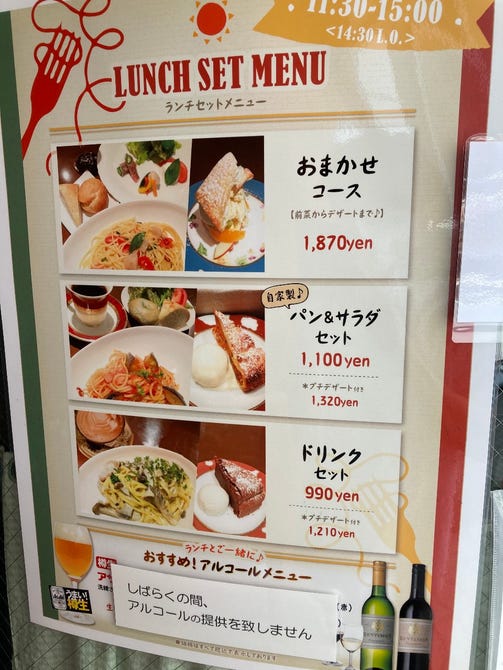 11:30-15:00
<14:30 L.O.>
LUNCH SET MENU
ランチセットメニュー
おまかせ
コース
【前菜からデザートまで♪】
1,870yen
自家製♪
パン&サラダ
セット
1,100yen
*プチデザート付き
1,320yen
ドリンク
セット
990yen
*プチデザート付き
1,210yen
ランチとご一緒に♪
おすすめ!アルコールメニュー
うまい!
樽生
しばらくの間、
アルコールの提供を致しません
(赤)